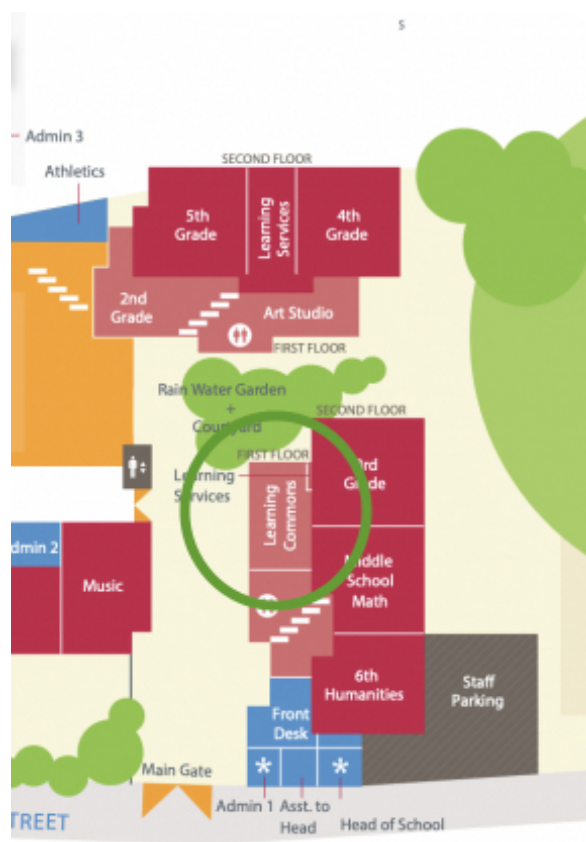 S
Admin 3
Athletics
SECOND FLOOR
5th
Grade
Learning
Services
4th
Grade
2nd
Grade
Art Studio
FIRST FLOOR
Rain Water Garden
+
Courtyard
SECOND FLOOR
FIRST FLOOR
Learning
Services
3rd
Grade
Learning
Commons
Middle
School
Math
dmin 2
Music
6th
Humanities
Staff
Parking
Front
Desk
*
*
Main Gate
Admin 1
Asst. to
Head
Head of School
TREET